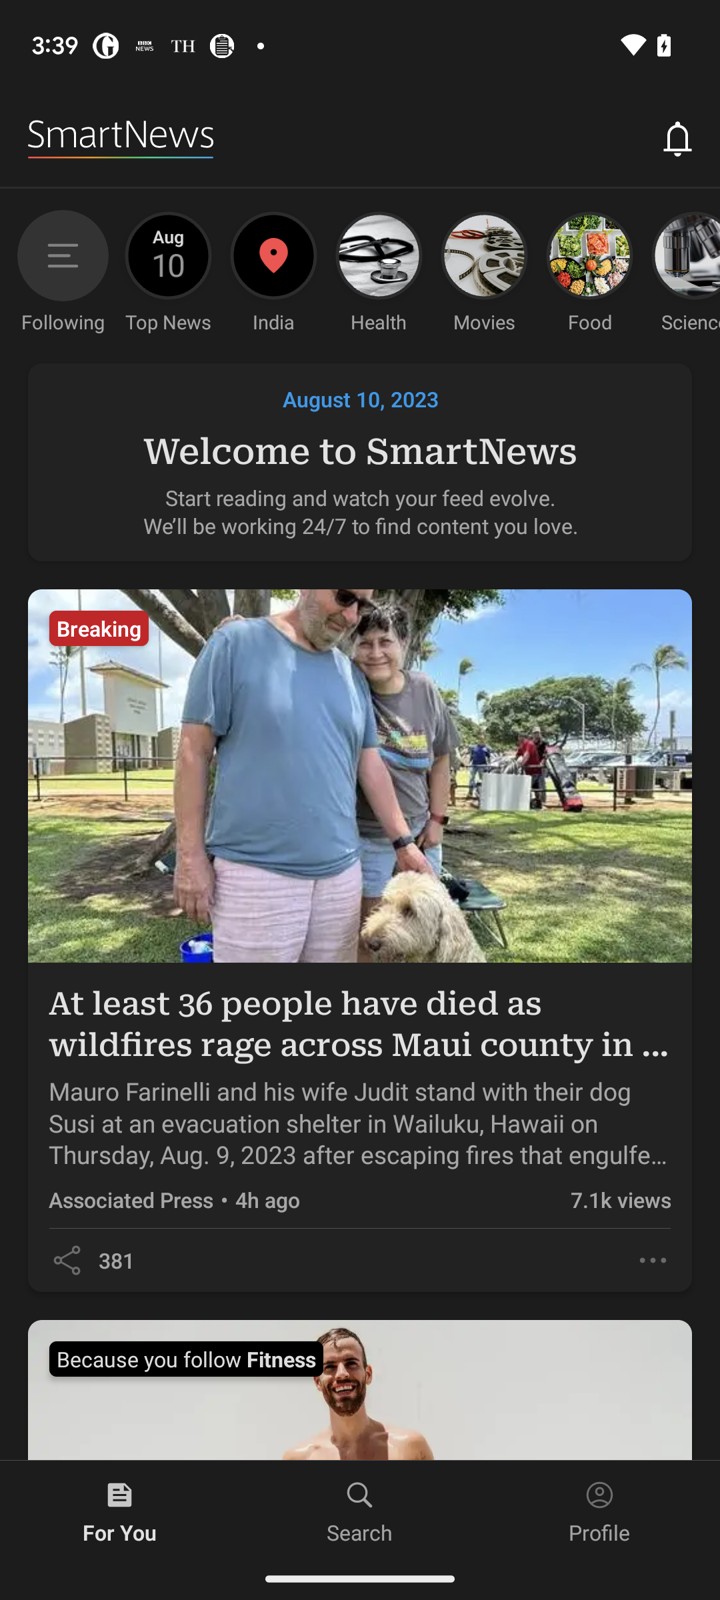 3:39
BBC
NEWS
TH
SmartNews
Aug
10
Following
Top News
India
Health
Movies
Food
Scienc
August 10, 2023
Welcome to SmartNews
Start reading and watch your feed evolve.
We'll be working 24/7 to find content you love.
Breaking
At least 36 people have died as
wildfires rage across Maui county in ...
Mauro Farinelli and his wife Judit stand with their dog
Susi at an evacuation shelter in Wailuku, Hawaii on
Thursday, Aug. 9, 2023 after escaping fires that engulfe...
Associated Press • 4h ago
7.1k views
381
Because you follow Fitness
For You
Search
Profile